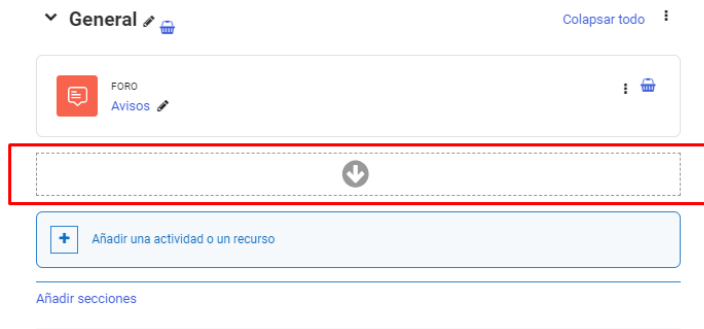 General
Colapsar todo
FORO
Avisos
Añadir una actividad o un recurso
Añadir secciones